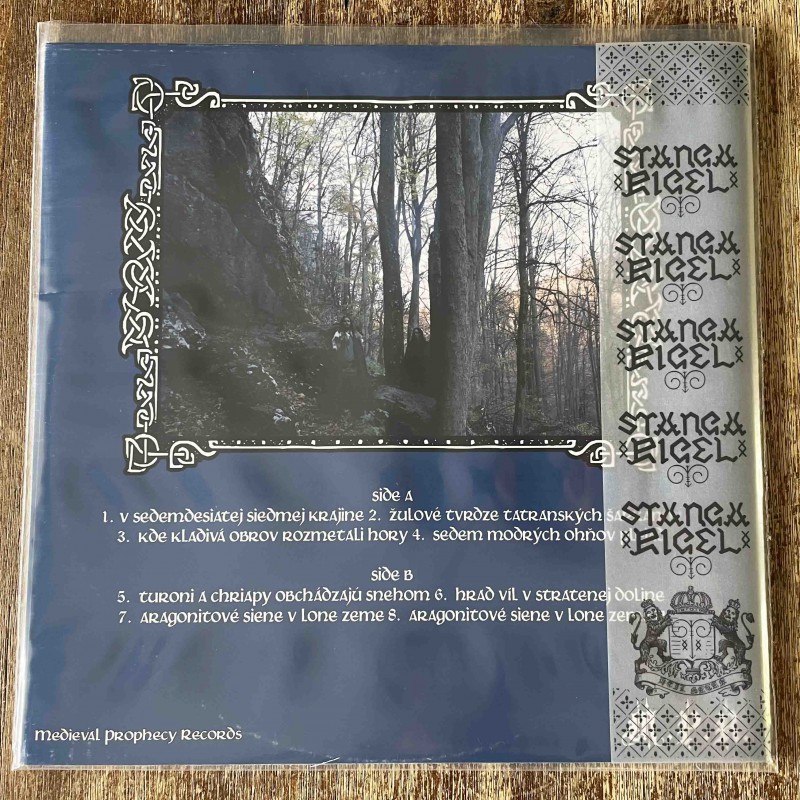 STANGA
RIGEL
STANGA
RIGEL
STANGA
RIGEL
STANGA
RIGEL
STANGA
RIGEL
side A
1. v sedemdesiatej siedmej krajine 2. žulové tvrdze tatranských
3. kde kladivá obrov rozmetali hory 4. sedem modrých ohňov
side B
5. turoni a chriapy obchádzajú snehom 6. hrad víl v stratenej doline
7. aragonitové siene v lone zeme 8. aragonitové siene v lone
Medieval Prophecy Records
M.P.R